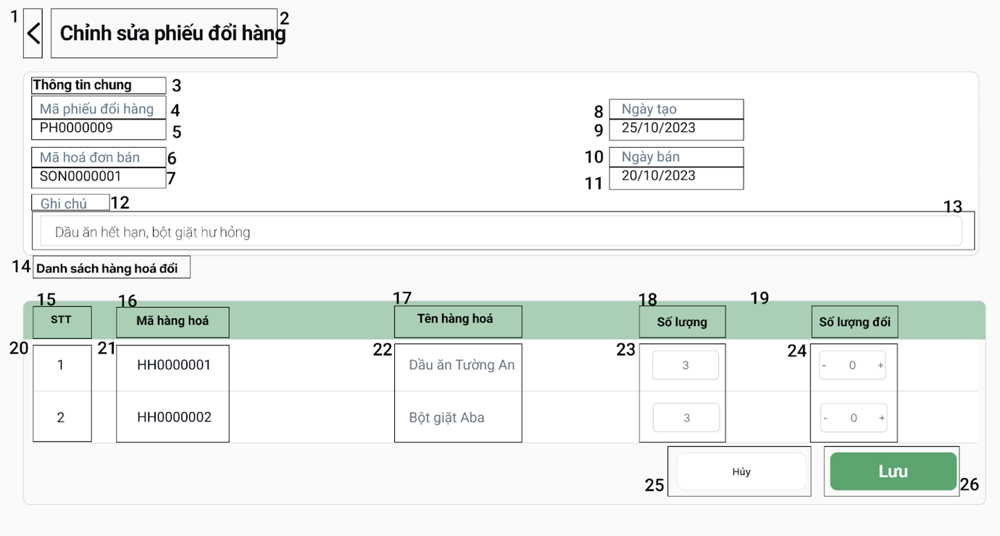 1
2
Chỉnh sửa phiếu đổi hàng
Thông tin chung
3
Mã phiếu đổi hàng
4
8
Ngày tạo
PH0000009
5
9
25/10/2023
Mã hoá đơn bán
6
10
Ngày bán
SON0000001
7
11
20/10/2023
Ghi chú
12
13
Dầu ăn hết hạn, bột giặt hư hỏng
14
Danh sách hàng hoá đổi
15 16 17 18 19
STT Mã hàng hoá Tên hàng hoá Số lượng Số lượng đổi
20 21 22 23 24
1 HH0000001 Dầu ăn Tường An 3 - 0 +
2 HH0000002 Bột giặt Aba 3 - 0 +
25
Hủy
Lưu
26